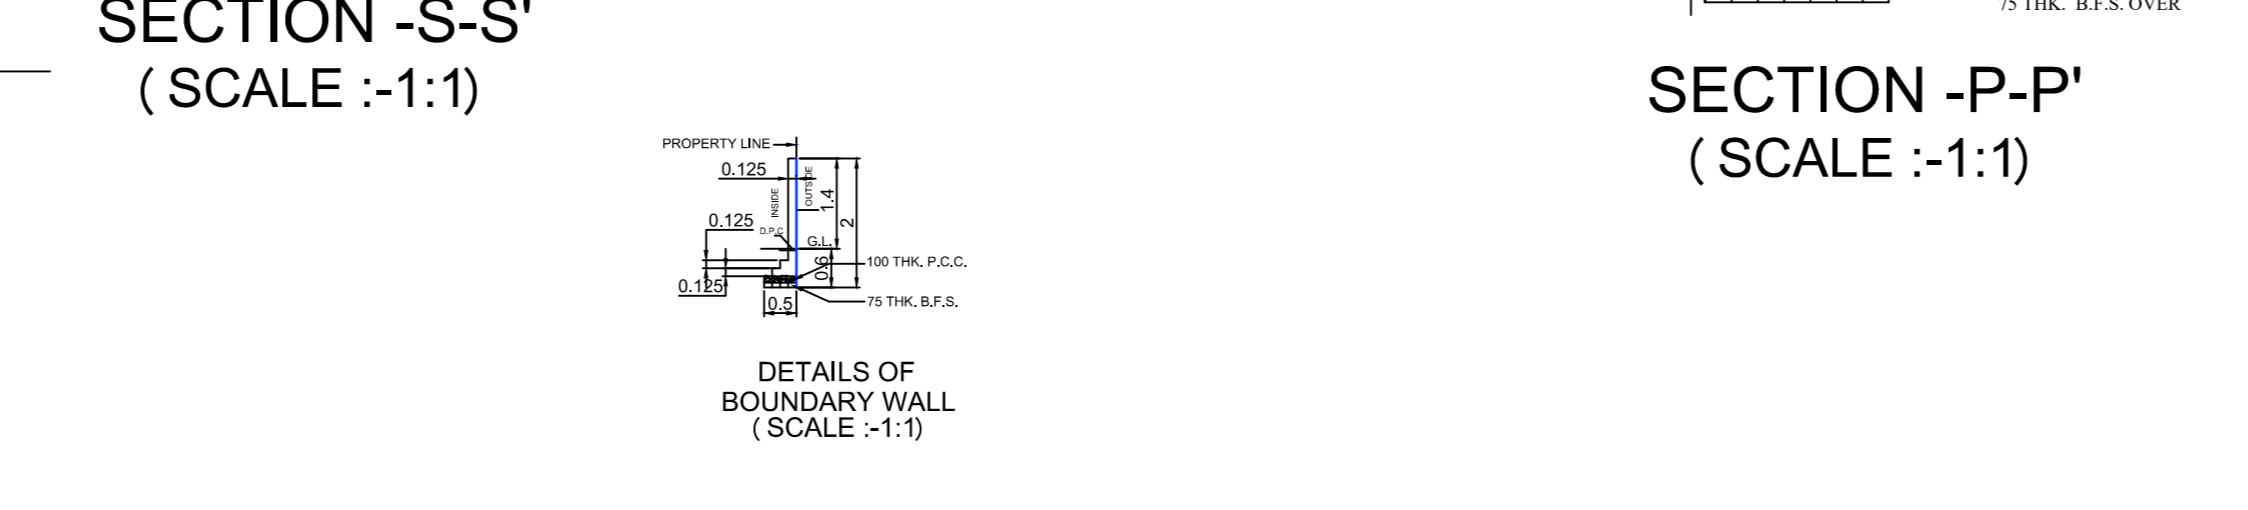 SECTION -S-S'
( SCALE :-1:1)
75 THK. B.F.S. OVER
SECTION -P-P'
( SCALE :-1:1)
PROPERTY LINE
0.125
INSIDE
OUTSIDE
1.4
2
0.125
D.P.C
G.L.
0.6
100 THK. P.C.C.
0.125
0.5
75 THK. B.F.S.
DETAILS OF
BOUNDARY WALL
( SCALE :-1:1)